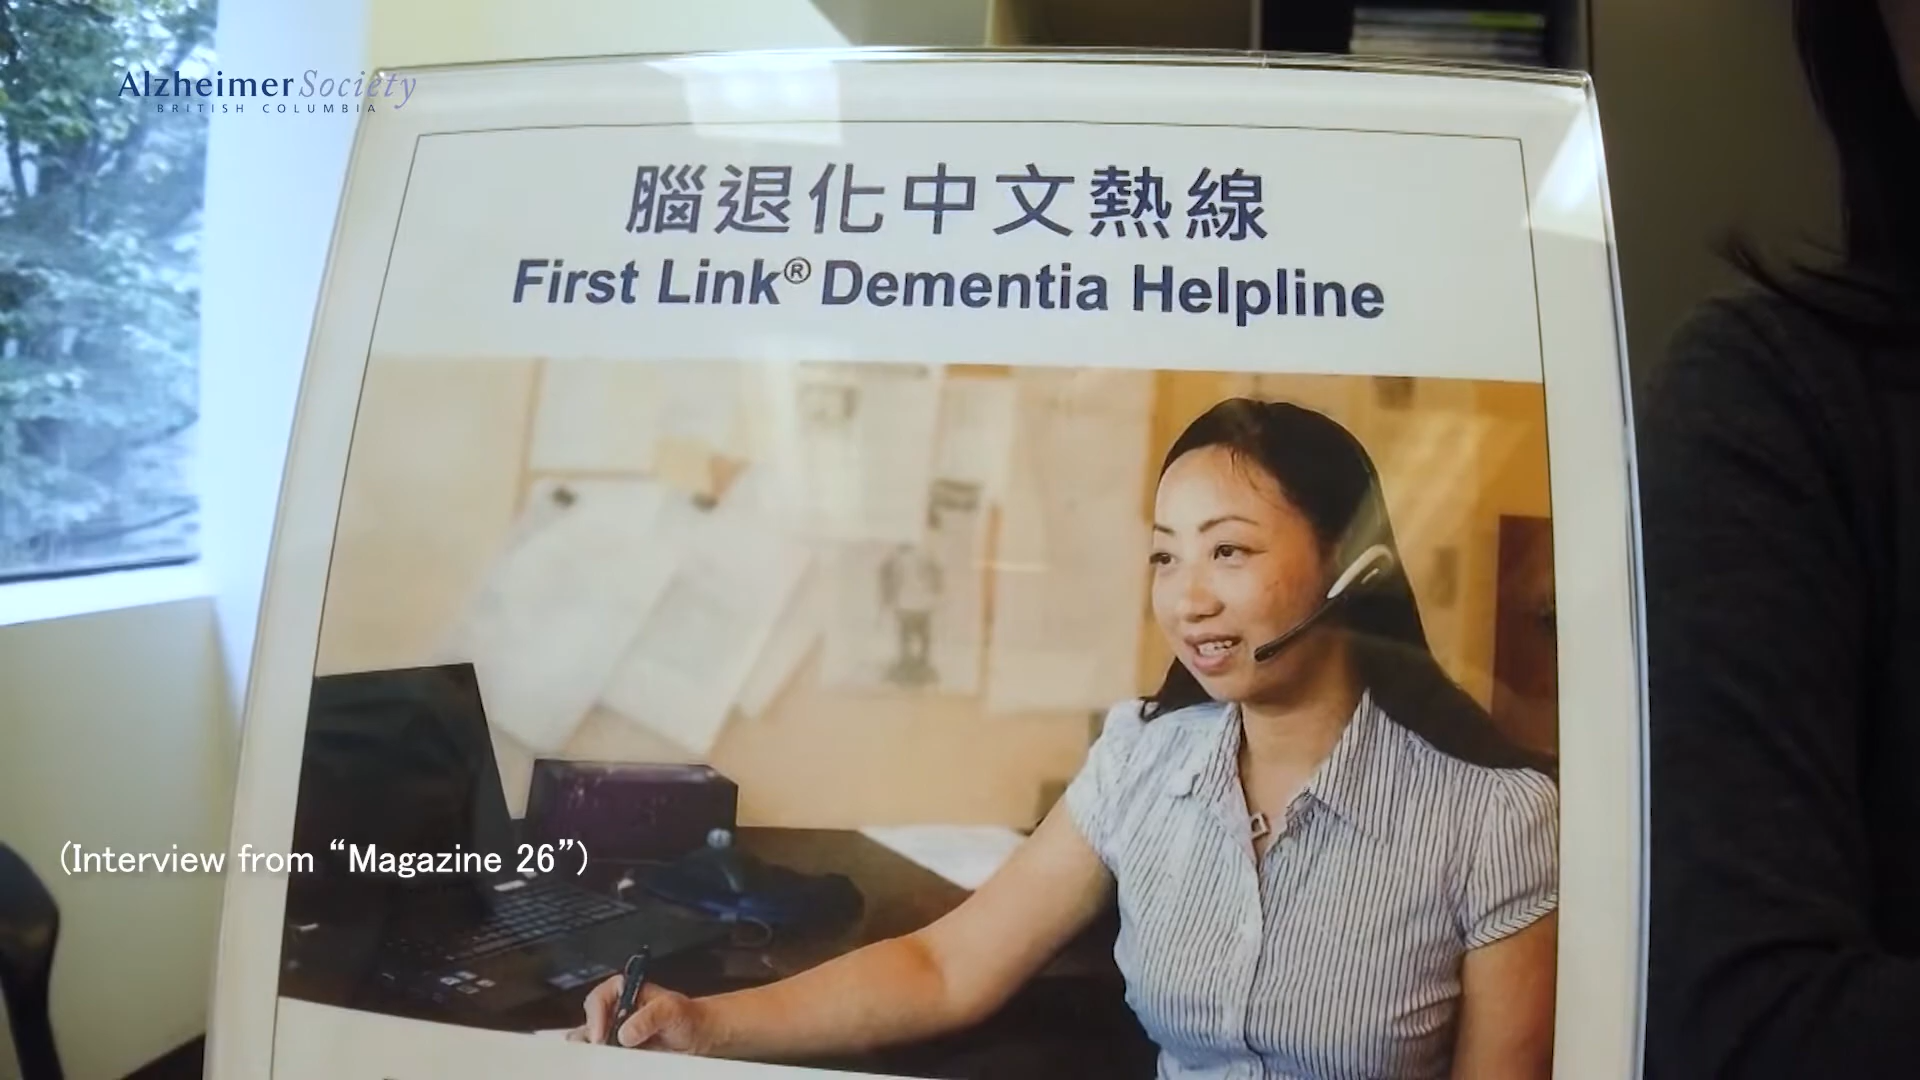 Alzheimer Society
BRITISH COLUMBIA
腦退化中文熱線
First Link® Dementia Helpline
(Interview from “Magazine 26”)